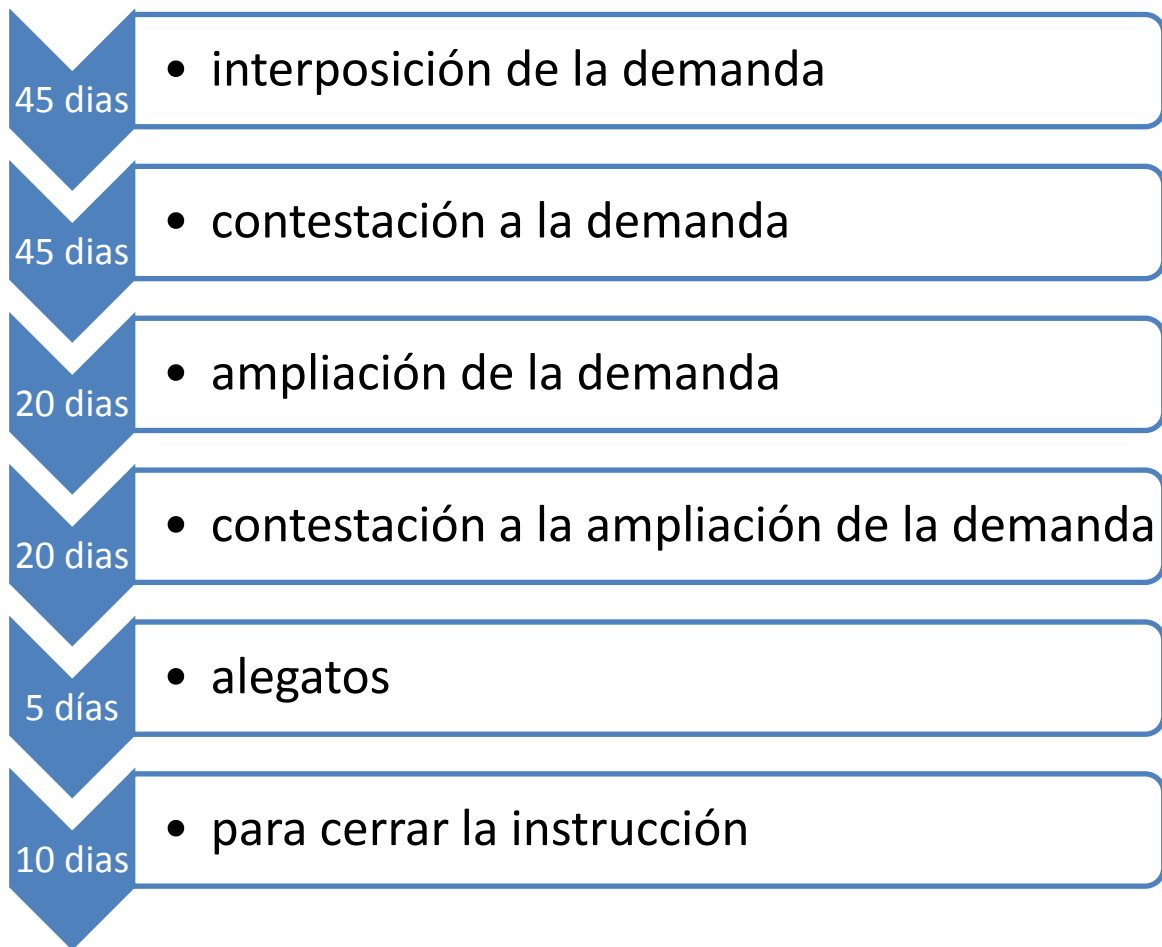 45 dias
• interposición de la demanda
45 dias
• contestación a la demanda
20 dias
• ampliación de la demanda
20 dias
• contestación a la ampliación de la demanda
5 días
• alegatos
10 dias
• para cerrar la instrucción